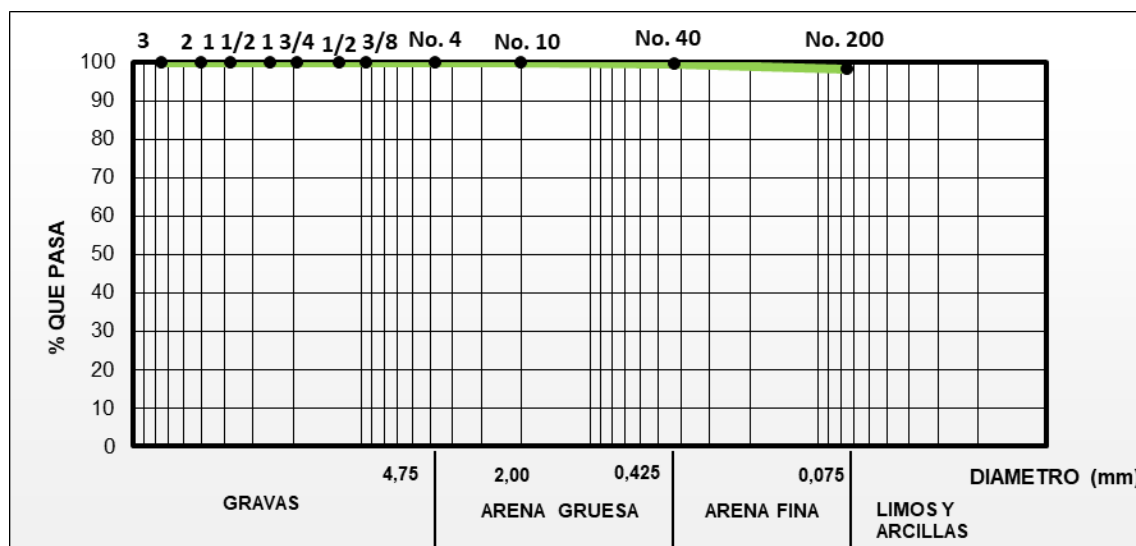 3 2 1 1/2 1 3/4 1/2 3/8 No. 4 No. 10 No. 40 No. 200
100
90
80
70
60
50
40
30
20
10
0
% QUE PASA
4,75 2,00 0,425 0,075 DIAMETRO (mm)
GRAVAS ARENA GRUESA ARENA FINA LIMOS Y
ARCILLAS